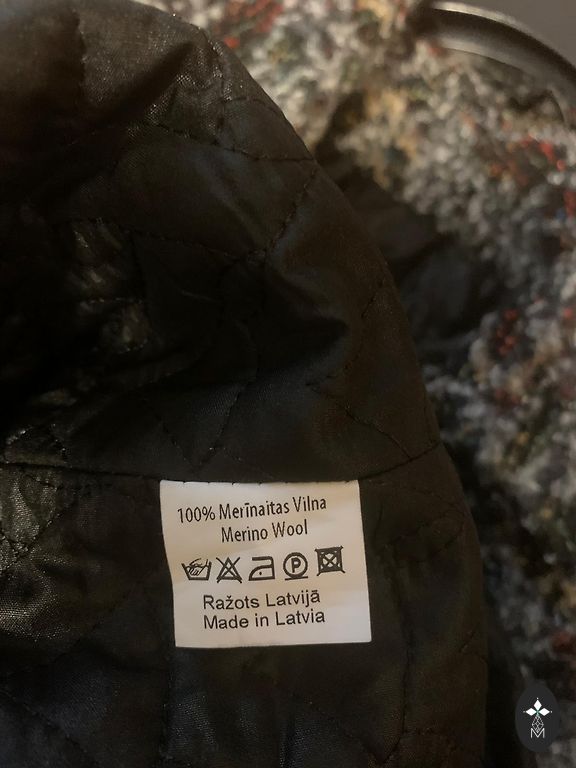 100% Merīnaitas Vilna
Merino Wool
Ražots Latvijā
Made in Latvia